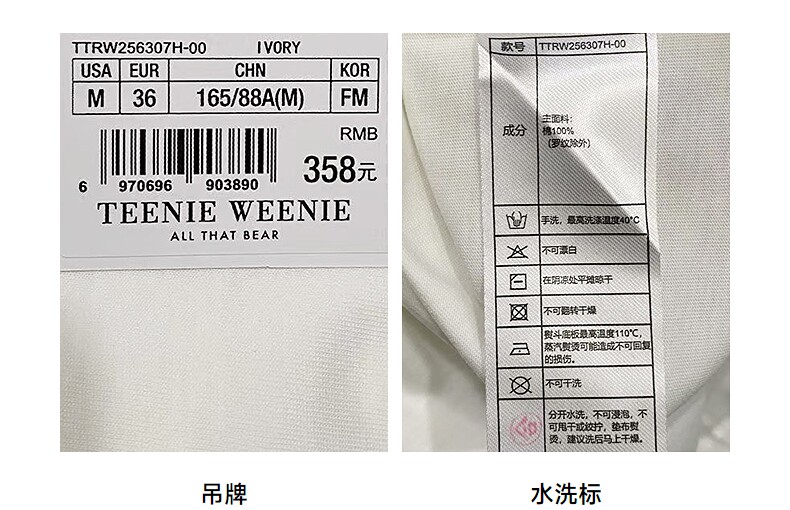 TTRW256307H-00 IVORY
USA EUR CHN KOR
M 36 165/88A(M) FM
RMB
358元
6 970696 903890
TEENIE WEENIE
ALL THAT BEAR
款号 TTRW256307H-00
成分
主面料:
棉100%
(罗纹除外)
手洗，最高洗涤温度40℃
不可漂白
在阴凉处平摊晾干
不可翻转干燥
熨斗底板最高温度110℃，
蒸汽熨烫可能造成不可回复
的损伤。
不可干洗
分开水洗，不可浸泡，不
可甩干或绞拧，垫布熨
烫，建议洗后马上干燥。
吊牌
水洗标